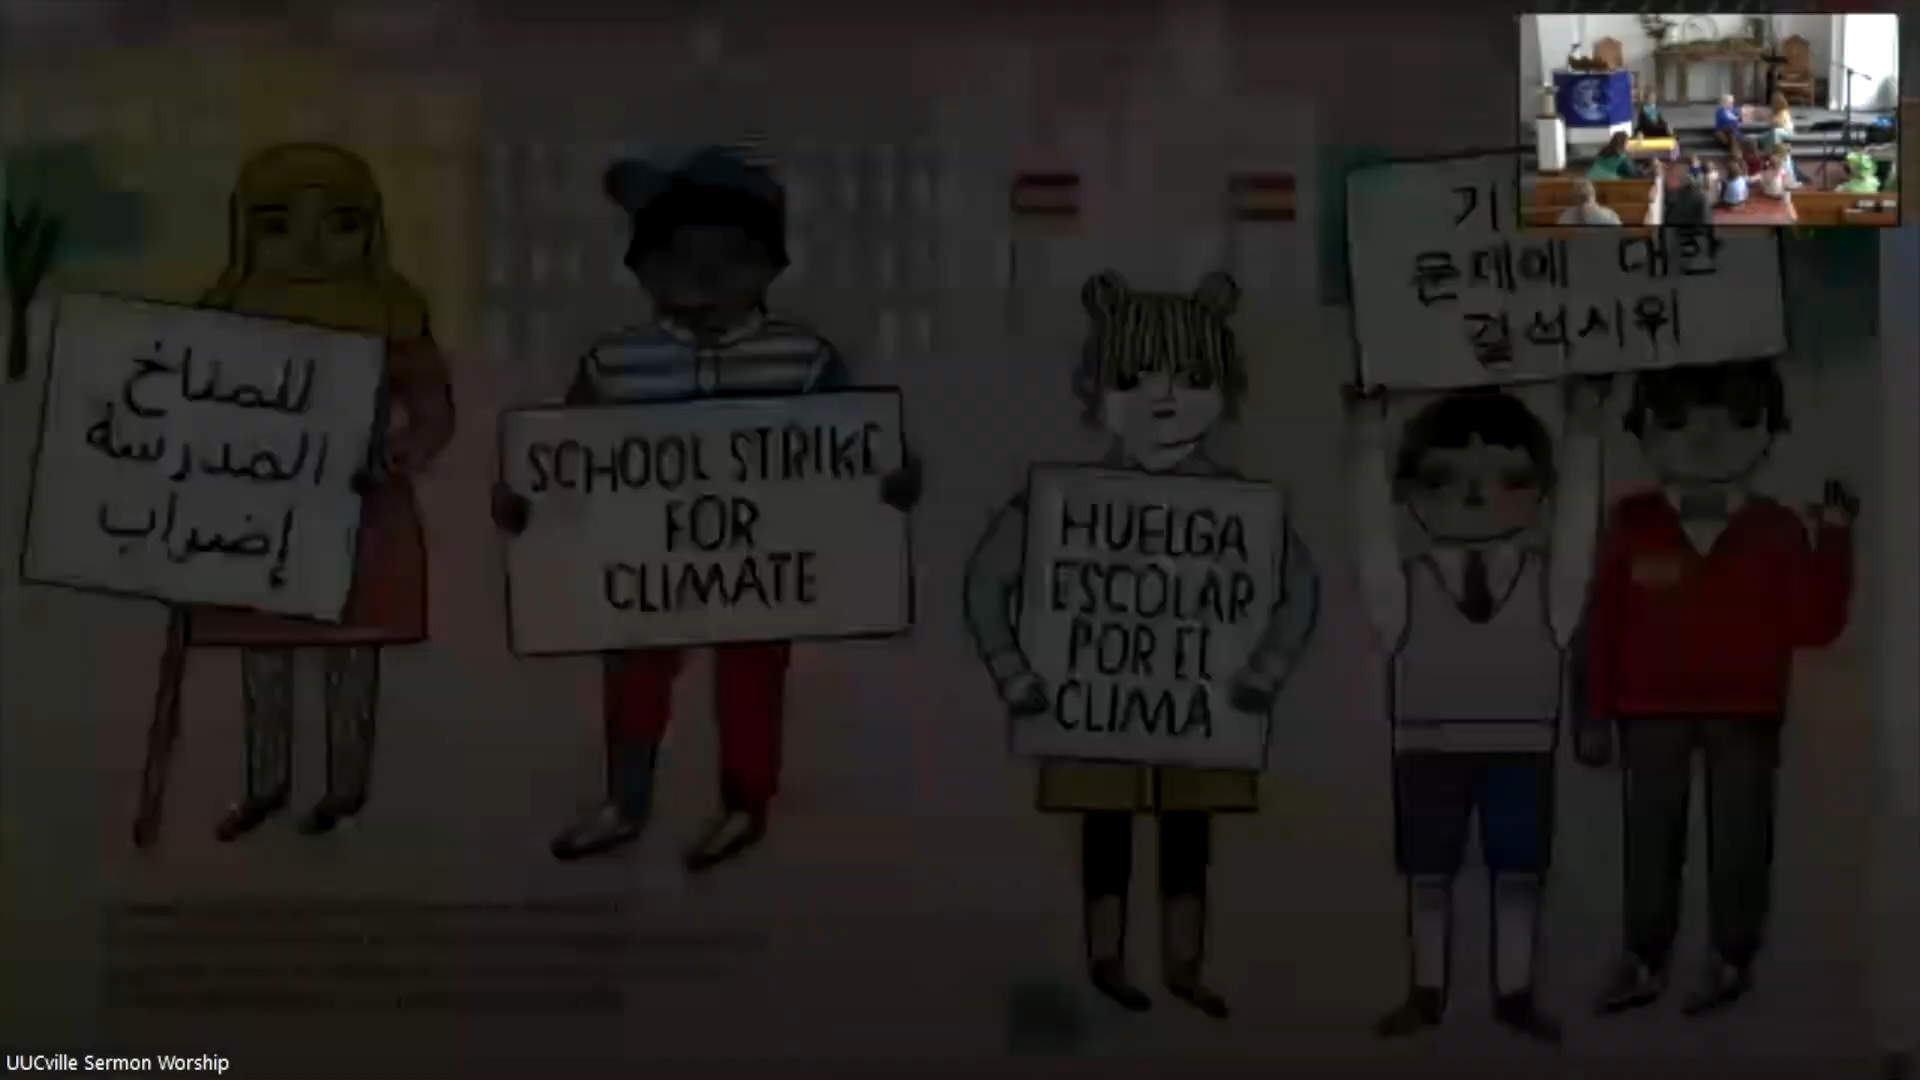 للمناخ
المدرسة
إضراب
SCHOOL STRIKE
FOR
CLIMATE
HUELGA
ESCOLAR
POR EL
CLIMA
기
문제에 대한
결석시위
UUCville Sermon Worship